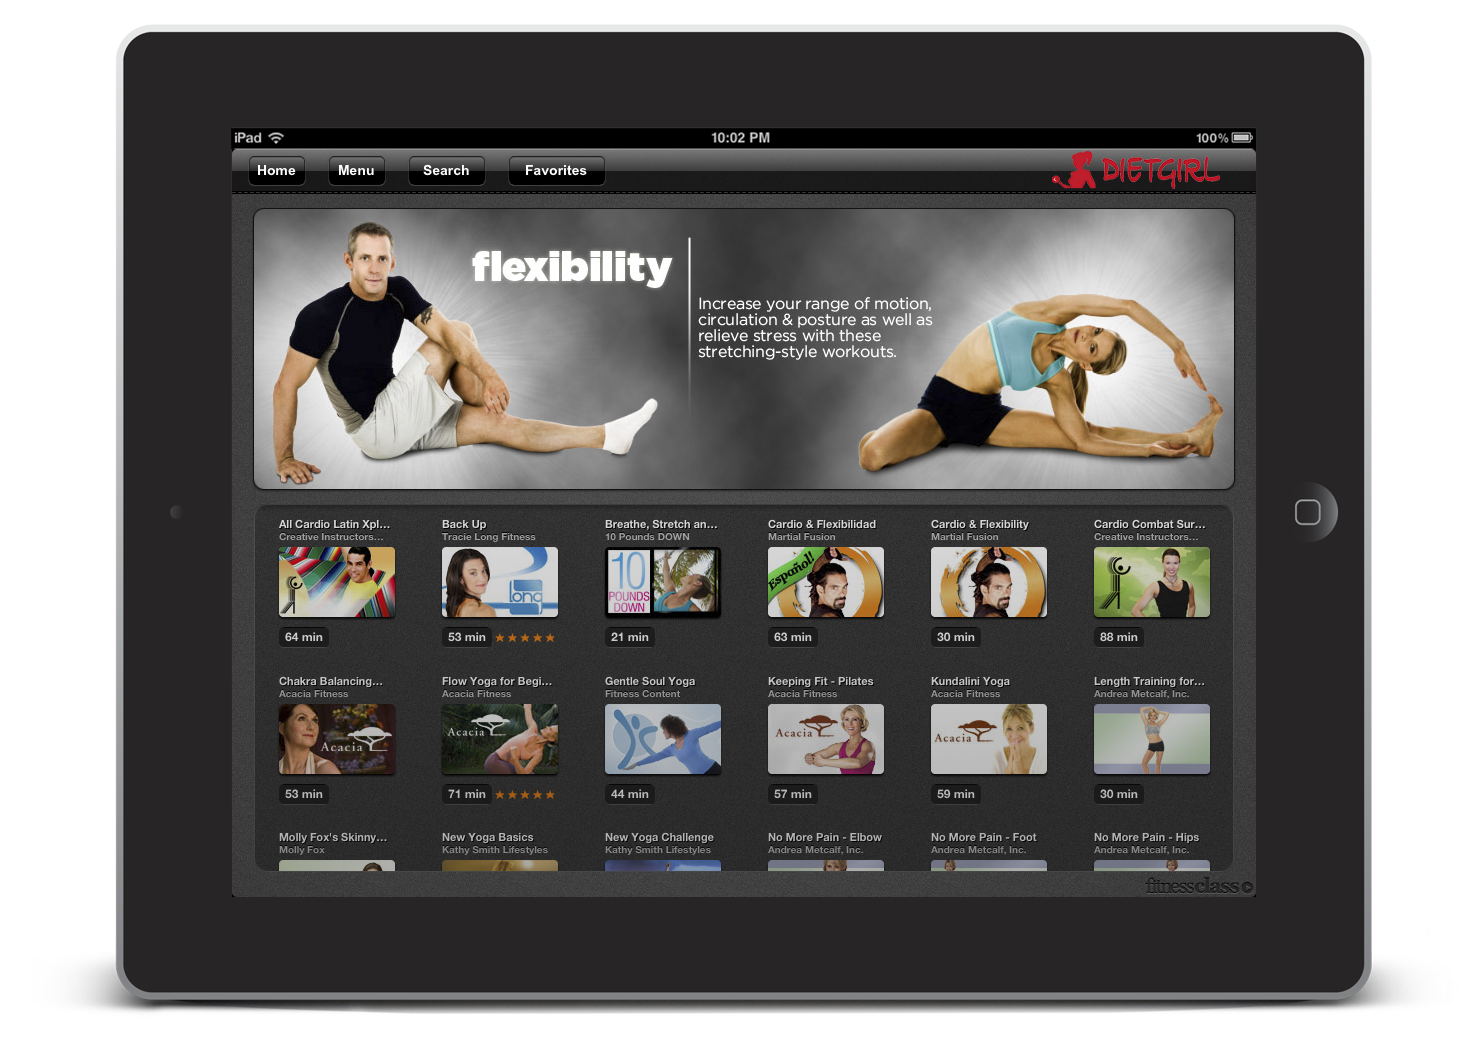 iPad
10:02 PM
100%
Home
Menu
Search
Favorites
DIETGIRL
flexibility
Increase your range of motion,
circulation & posture as well as
relieve stress with these
stretching-style workouts.
All Cardio Latin Xpl...
Creative Instructors...
64 min
Back Up
Tracie Long Fitness
long
53 min
Breathe, Stretch an...
10 Pounds DOWN
10
POUNDS
DOWN
21 min
Cardio & Flexibilidad
Martial Fusion
Español!
63 min
Cardio & Flexibility
Martial Fusion
30 min
Cardio Combat Sur...
Creative Instructors...
88 min
Chakra Balancing...
Acacia Fitness
Acacia
53 min
Flow Yoga for Begi...
Acacia Fitness
Acacia
71 min
Gentle Soul Yoga
Fitness Content
44 min
Keeping Fit - Pilates
Acacia Fitness
Acacia
57 min
Kundalini Yoga
Acacia Fitness
Acacia
59 min
Length Training for...
Andrea Metcalf, Inc.
30 min
Molly Fox's Skinny...
Molly Fox
New Yoga Basics
Kathy Smith Lifestyles
New Yoga Challenge
Kathy Smith Lifestyles
No More Pain - Elbow
Andrea Metcalf, Inc.
No More Pain - Foot
Andrea Metcalf, Inc.
No More Pain - Hips
Andrea Metcalf, Inc.
fitnessclass